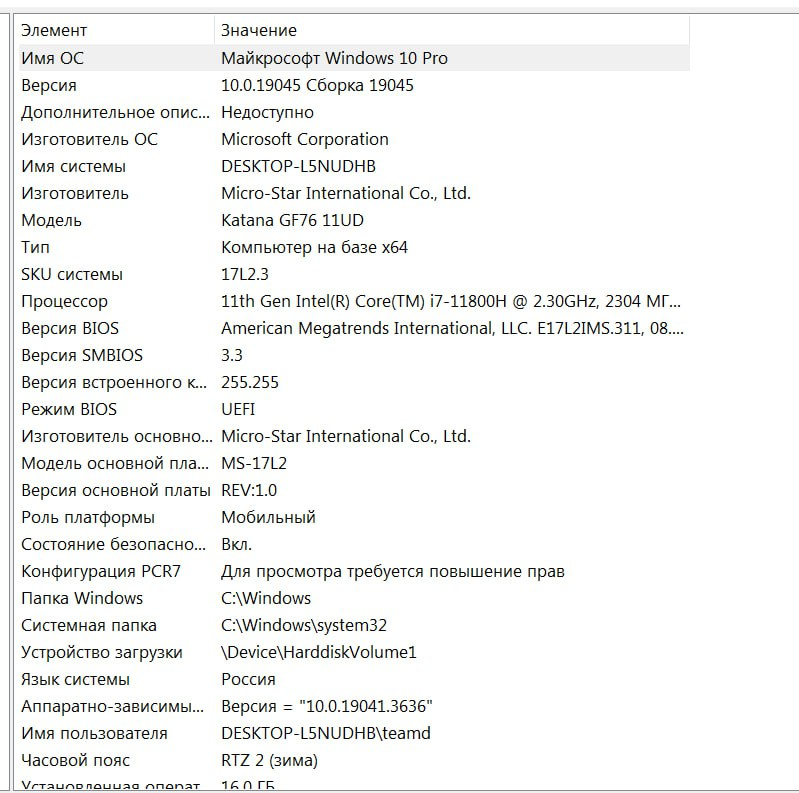 Элемент Значение
Имя ОС Майкрософт Windows 10 Pro
Версия 10.0.19045 Сборка 19045
Дополнительное опис... Недоступно
Изготовитель ОС Microsoft Corporation
Имя системы DESKTOP-L5NUDHB
Изготовитель Micro-Star International Co., Ltd.
Модель Katana GF76 11UD
Тип Компьютер на базе x64
SKU системы 17L2.3
Процессор 11th Gen Intel(R) Core(TM) i7-11800H @ 2.30GHz, 2304 МГ...
Версия BIOS American Megatrends International, LLC. E17L2IMS.311, 08....
Версия SMBIOS 3.3
Версия встроенного к... 255.255
Режим BIOS UEFI
Изготовитель основно... Micro-Star International Co., Ltd.
Модель основной пла... MS-17L2
Версия основной платы REV:1.0
Роль платформы Мобильный
Состояние безопасно... Вкл.
Конфигурация PCR7 Для просмотра требуется повышение прав
Папка Windows C:\Windows
Системная папка C:\Windows\system32
Устройство загрузки \Device\HarddiskVolume1
Язык системы Россия
Аппаратно-зависимы... Версия = "10.0.19041.3636"
Имя пользователя DESKTOP-L5NUDHB\teamd
Часовой пояс RTZ 2 (зима)
Установленная операт... 16,0 ГБ